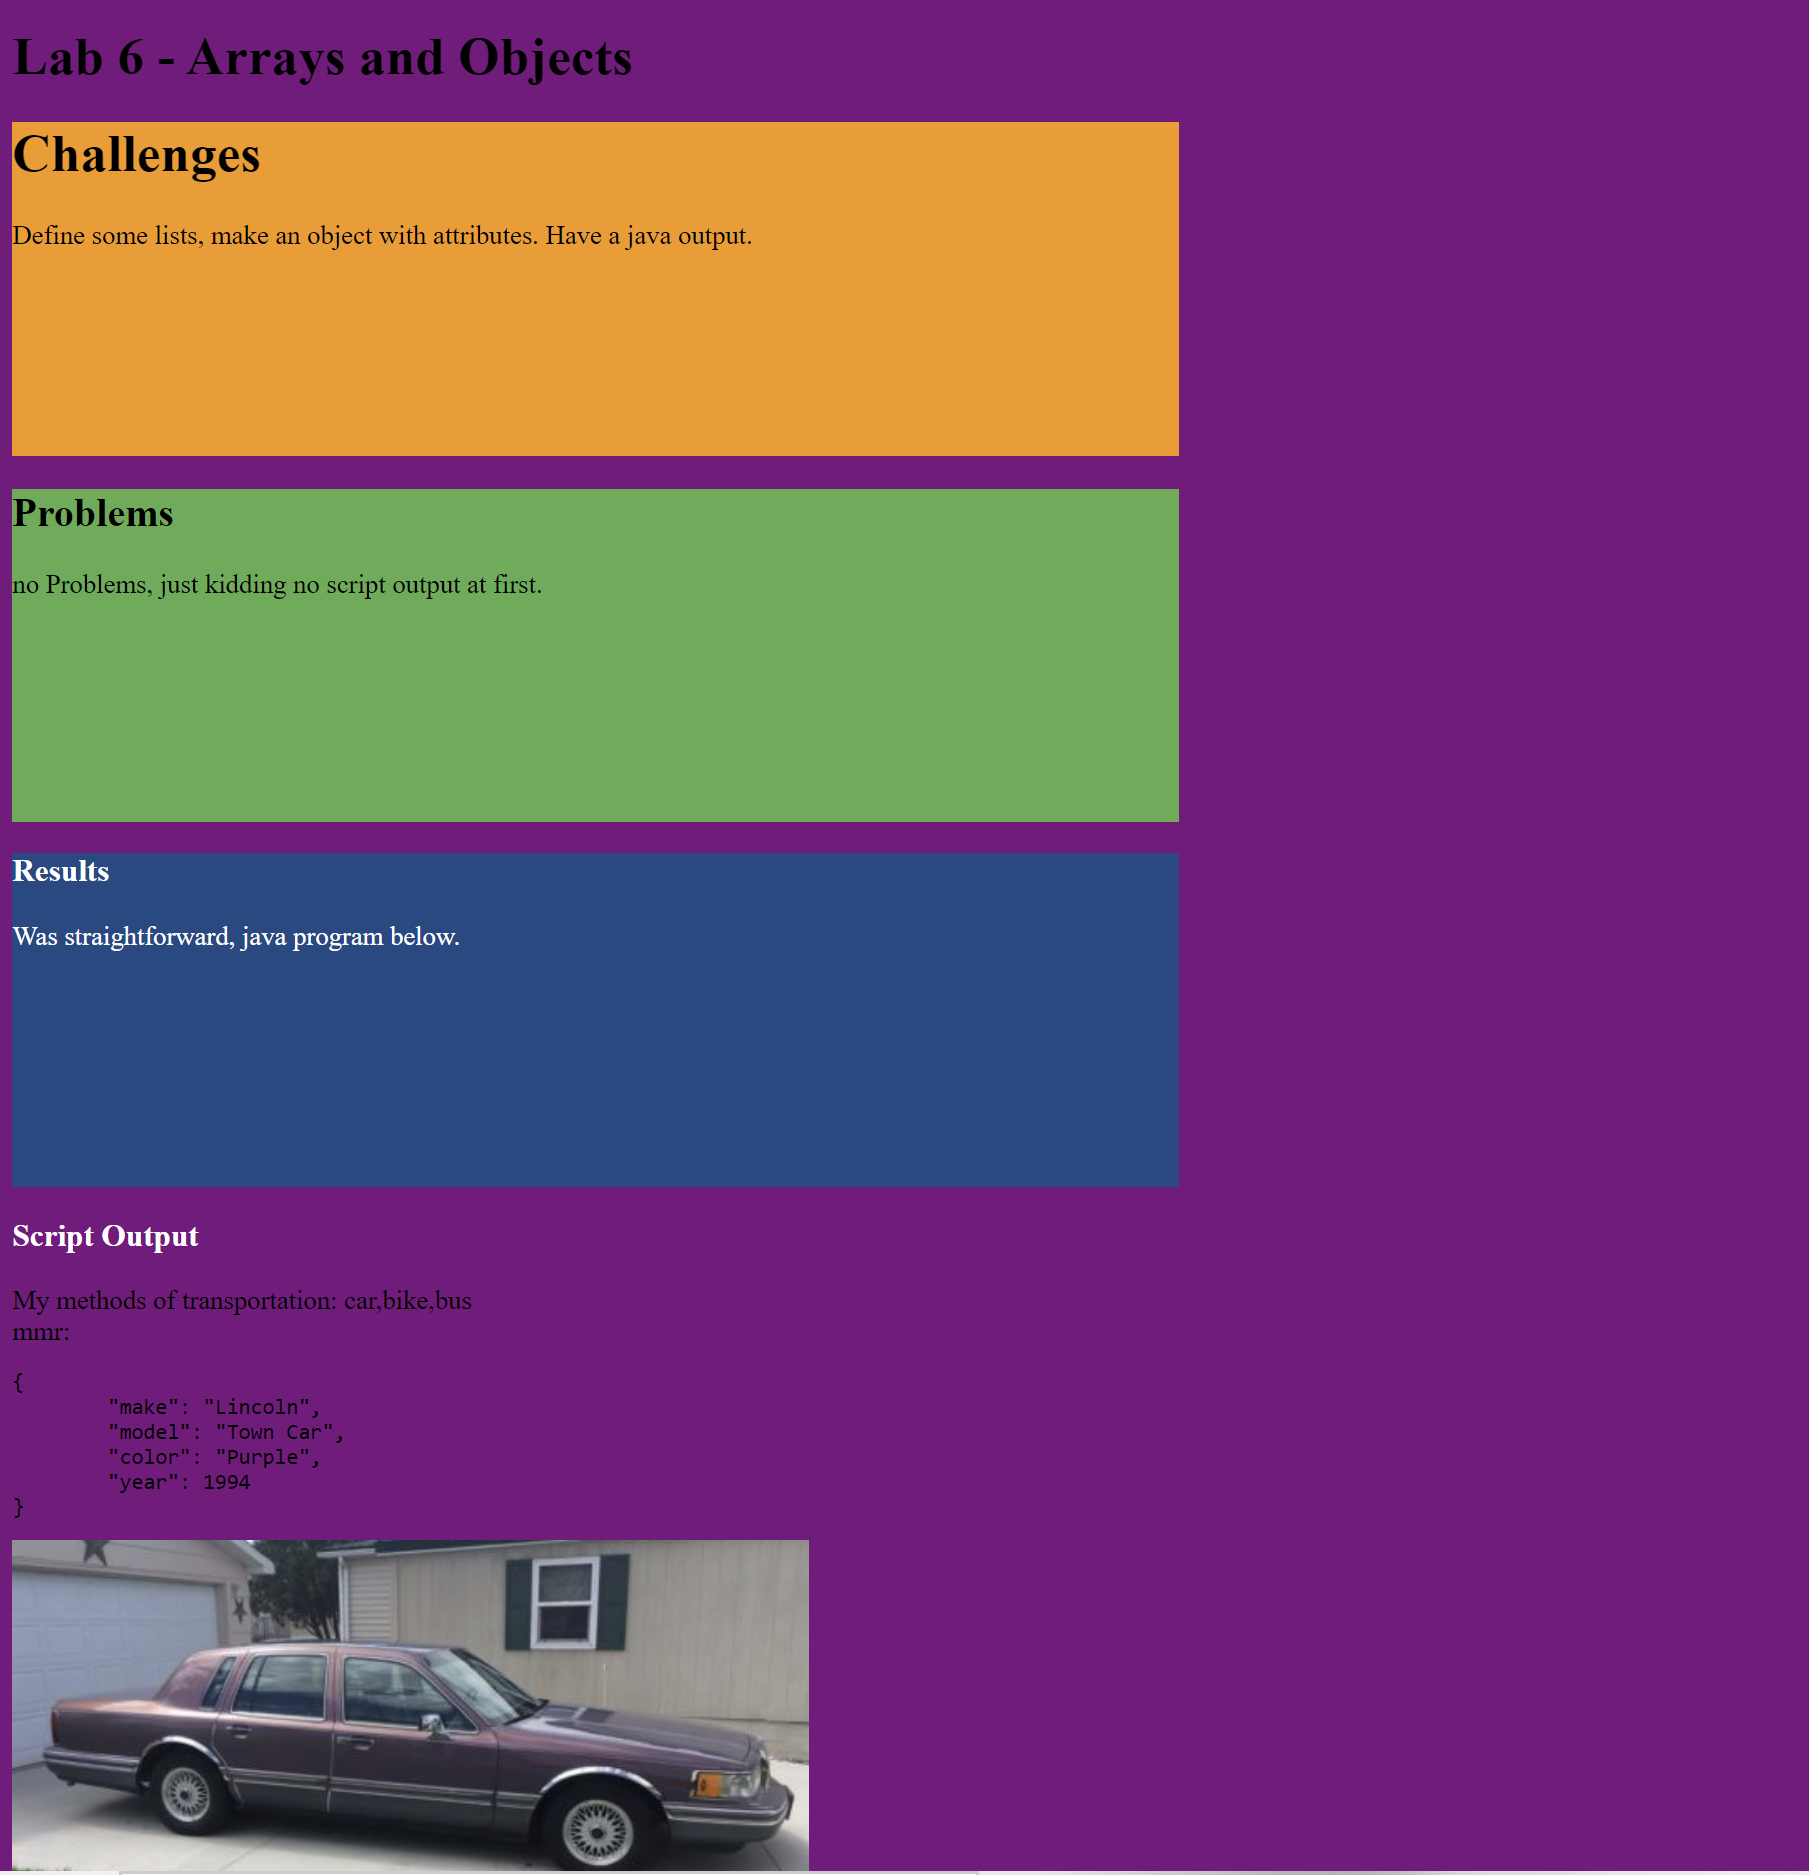 Lab 6 - Arrays and Objects
Challenges
Define some lists, make an object with attributes. Have a java output.
Problems
no Problems, just kidding no script output at first.
Results
Was straightforward, java program below.
Script Output
My methods of transportation: car,bike,bus
mmr:
{
"make": "Lincoln",
"model": "Town Car",
"color": "Purple",
"year": 1994
}